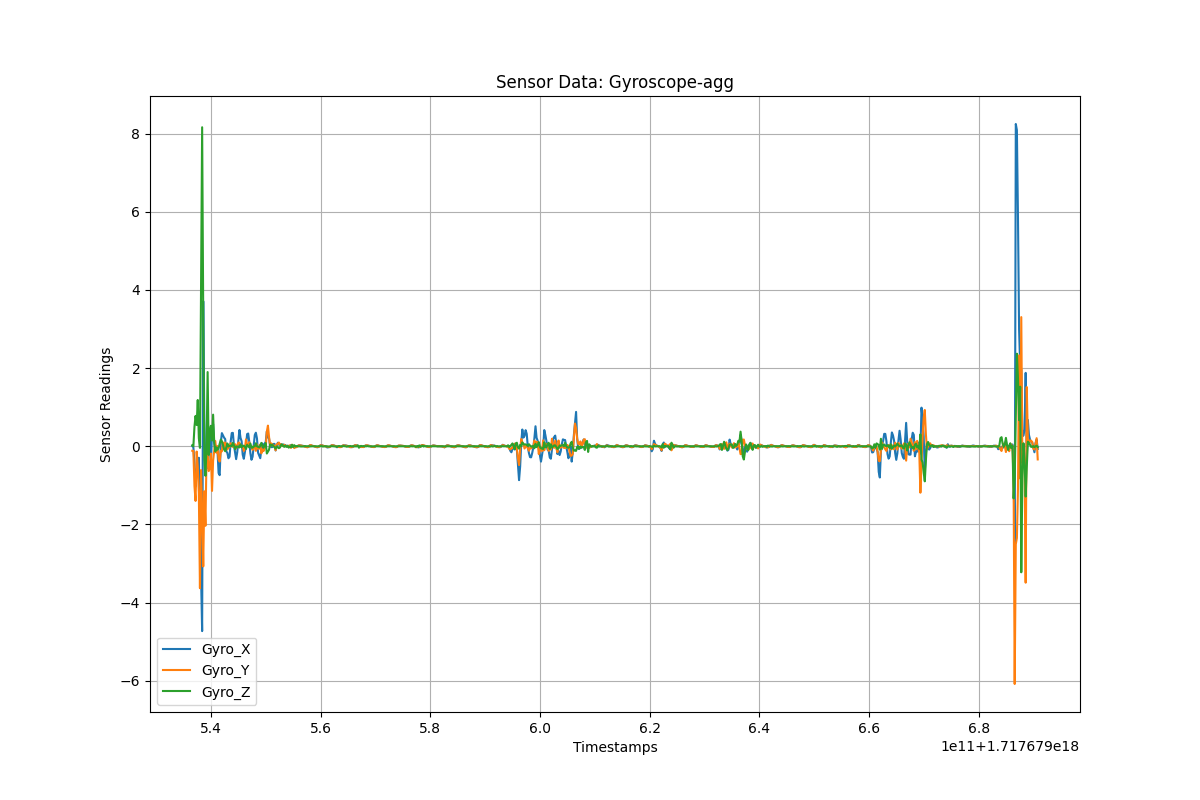 Sensor Data: Gyroscope-agg
Sensor Readings
8
6
4
2
0
−2
−4
−6
Gyro_X
Gyro_Y
Gyro_Z
5.4 5.6 5.8 6.0 6.2 6.4 6.6 6.8
Timestamps
1e11+1.717679e18